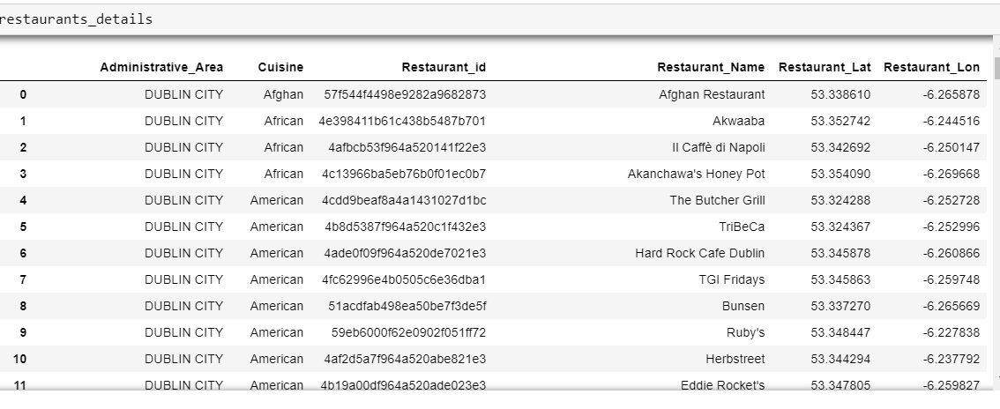 restaurants_details
Administrative_Area Cuisine Restaurant_id Restaurant_Name Restaurant_Lat Restaurant_Lon
0 DUBLIN CITY Afghan 57f544f4498e9282a9682873 Afghan Restaurant 53.338610 -6.265878
1 DUBLIN CITY African 4e398411b61c438b5487b701 Akwaaba 53.352742 -6.244516
2 DUBLIN CITY African 4afbcb53f964a520141f22e3 Il Caffè di Napoli 53.342692 -6.250147
3 DUBLIN CITY African 4c13966ba5eb76b0f01ec0b7 Akanchawa's Honey Pot 53.354090 -6.269668
4 DUBLIN CITY American 4cdd9beaf8a4a1431027d1bc The Butcher Grill 53.324288 -6.252728
5 DUBLIN CITY American 4b8d5387f964a520c1f432e3 TriBeCa 53.324367 -6.252996
6 DUBLIN CITY American 4ade0f09f964a520de7021e3 Hard Rock Cafe Dublin 53.345878 -6.260866
7 DUBLIN CITY American 4fc62996e4b0505c6e36dba1 TGI Fridays 53.345863 -6.259748
8 DUBLIN CITY American 51acdfab498ea50be7f3de5f Bunsen 53.337270 -6.265669
9 DUBLIN CITY American 59eb6000f62e0902f051ff72 Ruby's 53.348447 -6.227838
10 DUBLIN CITY American 4af2d5a7f964a520abe821e3 Herbstreet 53.344294 -6.237792
11 DUBLIN CITY American 4b19a00df964a520ade023e3 Eddie Rocket's 53.347805 -6.259827